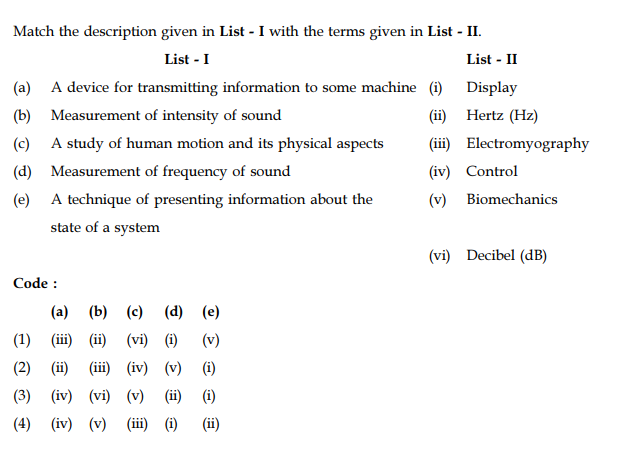 Match the description given in List - I with the terms given in List - II.
List - I List - II
(a) A device for transmitting information to some machine (i) Display
(b) Measurement of intensity of sound (ii) Hertz (Hz)
(c) A study of human motion and its physical aspects (iii) Electromyography
(d) Measurement of frequency of sound (iv) Control
(e) A technique of presenting information about the (v) Biomechanics
state of a system
(vi) Decibel (dB)
Code :
(a) (b) (c) (d) (e)
(1) (iii) (ii) (vi) (i) (v)
(2) (ii) (iii) (iv) (v) (i)
(3) (iv) (vi) (v) (ii) (i)
(4) (iv) (v) (iii) (i) (ii)